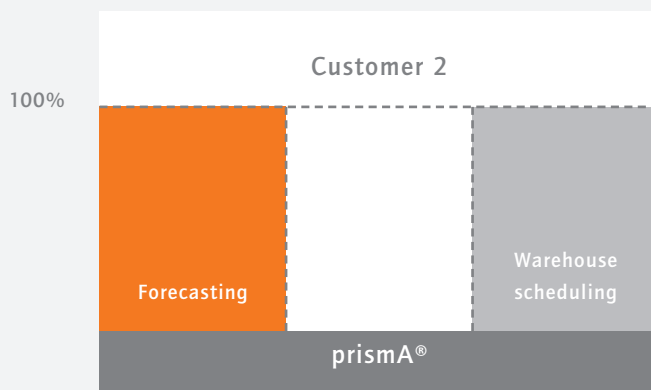 Customer 2
100%
Forecasting
Warehouse
scheduling
prismA®